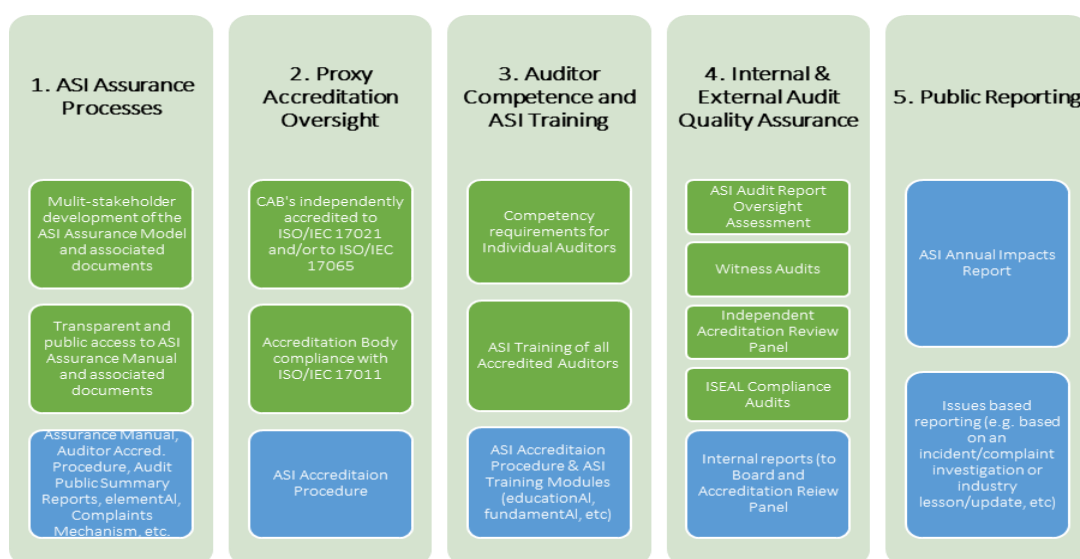 1. ASI Assurance
Processes
Mulit-stakeholder
development of the
ASI Assurance Model
and associated
documents
Transparent and
public access to ASI
Assurance Manual
and associated
documents
Assurance Manual,
Auditor Accred.
Procedure, Audit
Public Summary
Reports, elementAl,
Complaints
Mechanism, etc.
2. Proxy
Accreditation
Oversight
CAB's independently
accredited to
ISO/IEC 17021
and/or to ISO/IEC
17065
Accreditation Body
compliance with
ISO/IEC 17011
ASI Accreditaion
Procedure
3. Auditor
Competence and
ASI Training
Competency
requirements for
Individual Auditors
ASI Training of all
Accredited Auditors
ASI Accreditaion
Procedure & ASI
Training Modules
(educationAl,
fundamentAl, etc)
4. Internal &
External Audit
Quality Assurance
ASI Audit Report
Oversight
Assessment
Witness Audits
Independent
Acreditation Review
Panel
ISEAL Compliance
Audits
Internal reports (to
Board and
Accreditation Reiew
Panel
5. Public Reporting
ASI Annual Impacts
Report
Issues based
reporting (e.g. based
on an
incident/complaint
investigation or
industry
lesson/update, etc)